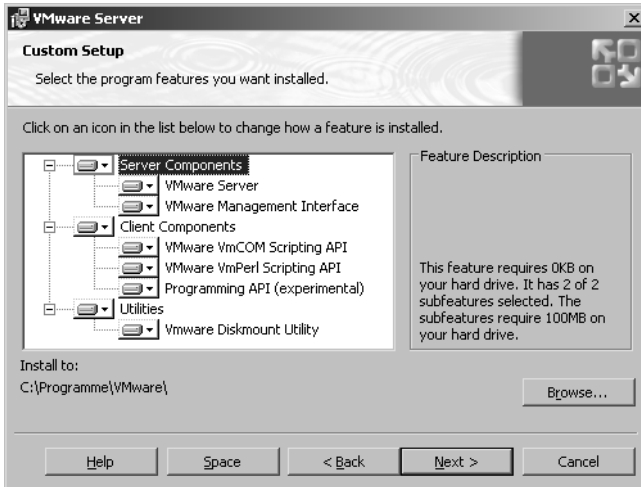 VMware Server
Custom Setup
Select the program features you want installed.
Click on an icon in the list below to change how a feature is installed.
Server Components
VMware Server
VMware Management Interface
Client Components
VMware VmCOM Scripting API
VMware VmPerl Scripting API
Programming API (experimental)
Utilities
Vmware Diskmount Utility
Feature Description
This feature requires 0KB on
your hard drive. It has 2 of 2
subfeatures selected. The
subfeatures require 100MB on
your hard drive.
Install to:
C:\Programme\VMware\
Browse...
Help
Space
< Back
Next >
Cancel